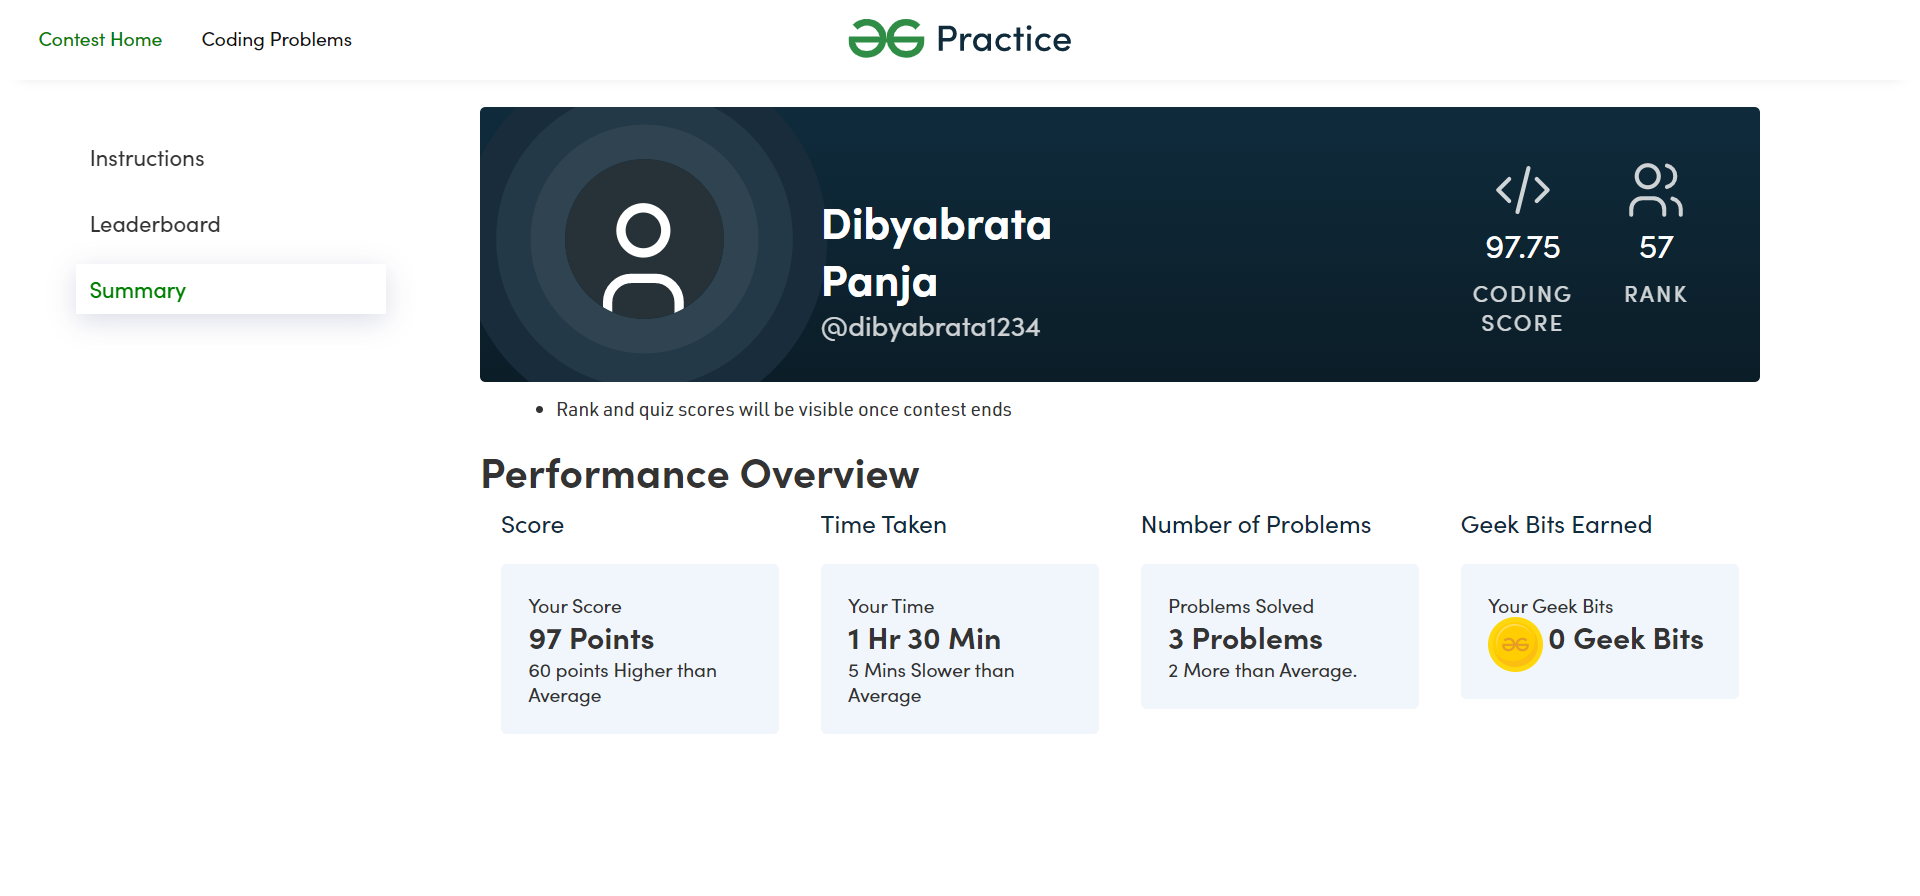 Contest Home
Coding Problems
Practice
Instructions
Leaderboard
Summary
Dibyabrata
Panja
@dibyabrata1234
97.75
CODING
SCORE
57
RANK
Rank and quiz scores will be visible once contest ends
Performance Overview
Score
Your Score
97 Points
60 points Higher than
Average
Time Taken
Your Time
1 Hr 30 Min
5 Mins Slower than
Average
Number of Problems
Problems Solved
3 Problems
2 More than Average.
Geek Bits Earned
Your Geek Bits
0 Geek Bits